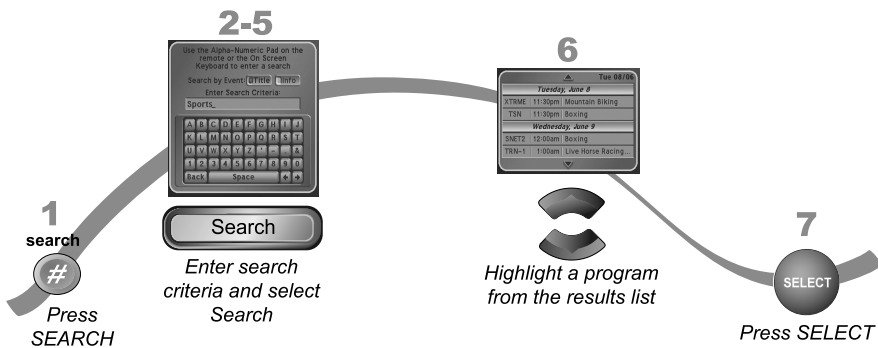 1
search
#
Press
SEARCH
2-5
Use the Alpha-Numeric Pad on the
remote or the On Screen
Keyboard to enter a search
Search by Event: Title Info
Enter Search Criteria:
Sports_
A B C D E F G H I J
K L M N O P Q R S T
U V W X Y Z ' - . &
1 2 3 4 5 6 7 8 9 0
Back Space
Search
Enter search
criteria and select
Search
6
Tue 08/06
Tuesday, June 8
XTRME 11:30pm Mountain Biking
TSN 11:30pm Boxing
Wednesday, June 9
SNET2 12:00am Boxing
TRN-1 1:00am Live Horse Racing....
Highlight a program
from the results list
7
SELECT
Press SELECT